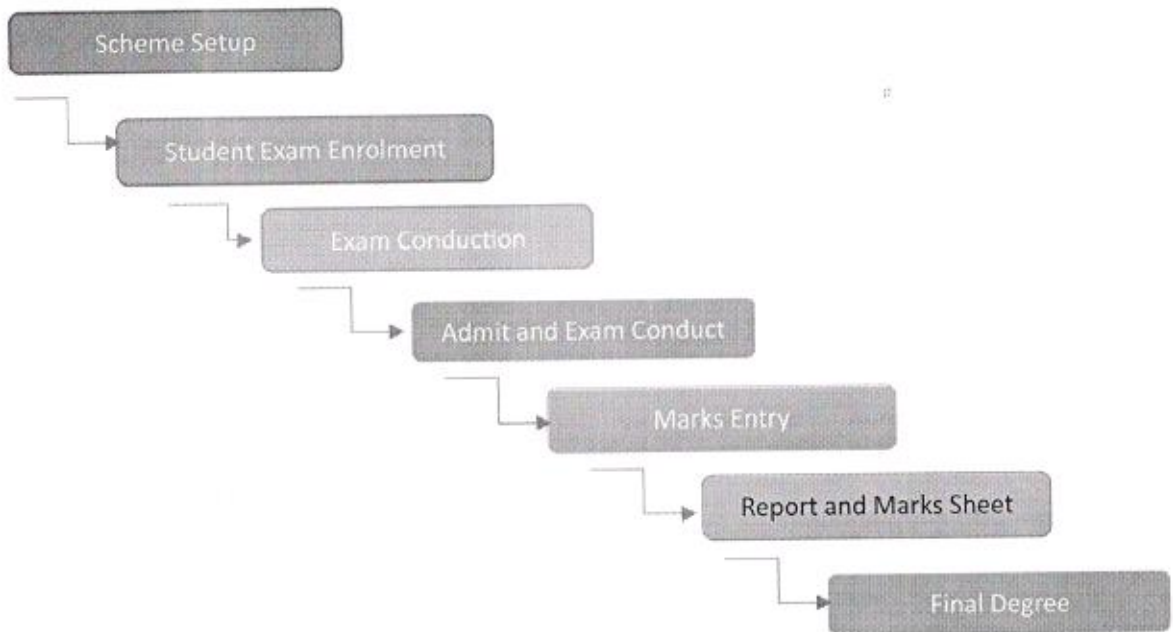 Scheme Setup
Student Exam Enrolment
Exam Conduction
Admit and Exam Conduct
Marks Entry
Report and Marks Sheet
Final Degree